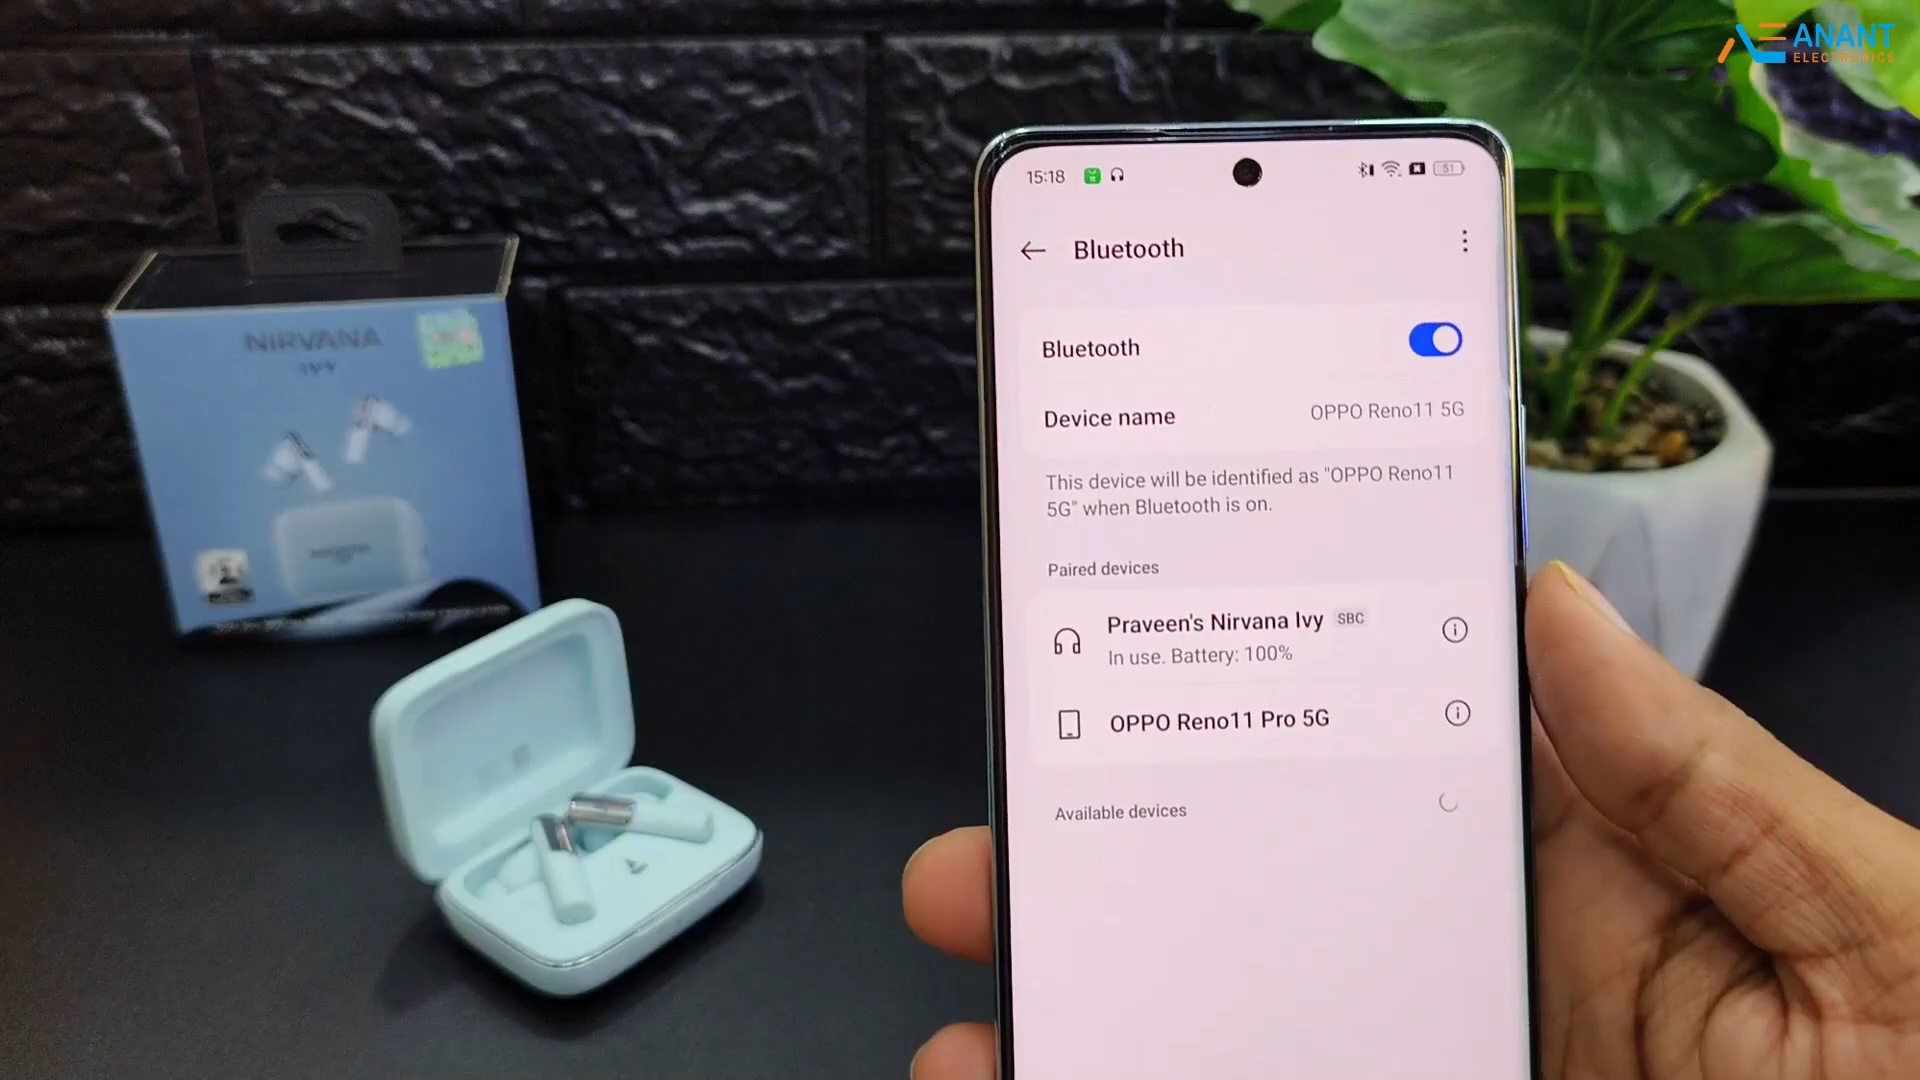 ANANT
ELECTRONICS
NIRVANA
IVY
15:18
51
Bluetooth
Bluetooth
Device name
OPPO Reno11 5G
This device will be identified as "OPPO Reno11
5G" when Bluetooth is on.
Paired devices
Praveen's Nirvana Ivy SBC
In use. Battery: 100%
OPPO Reno11 Pro 5G
Available devices